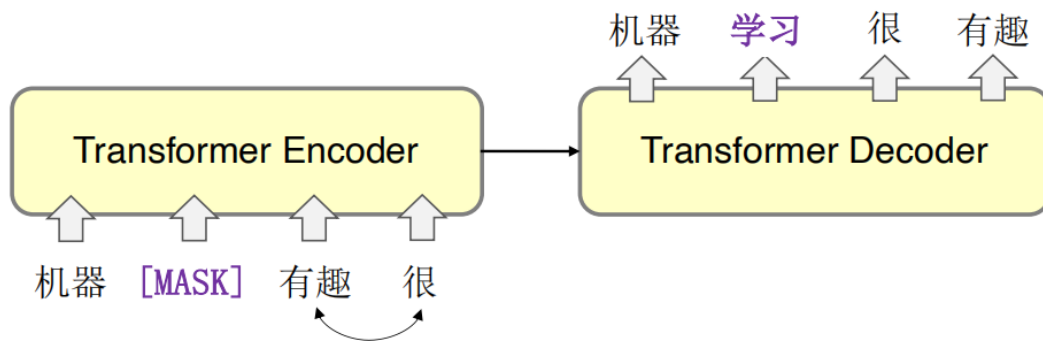 机器 学习 很 有趣
Transformer Encoder
Transformer Decoder
机器 [MASK] 有趣 很